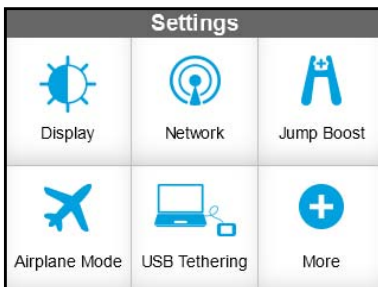 Settings
Display
Network
Jump Boost
Airplane Mode
USB Tethering
More